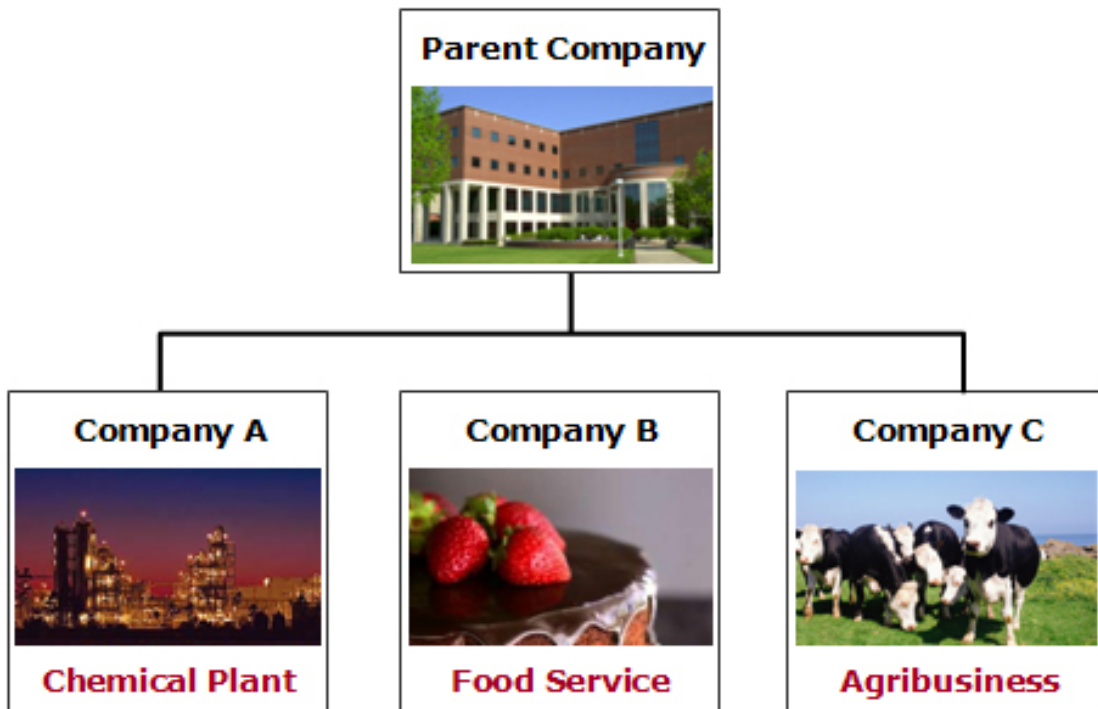 Parent Company
Company A
Company B
Company C
Chemical Plant
Food Service
Agribusiness